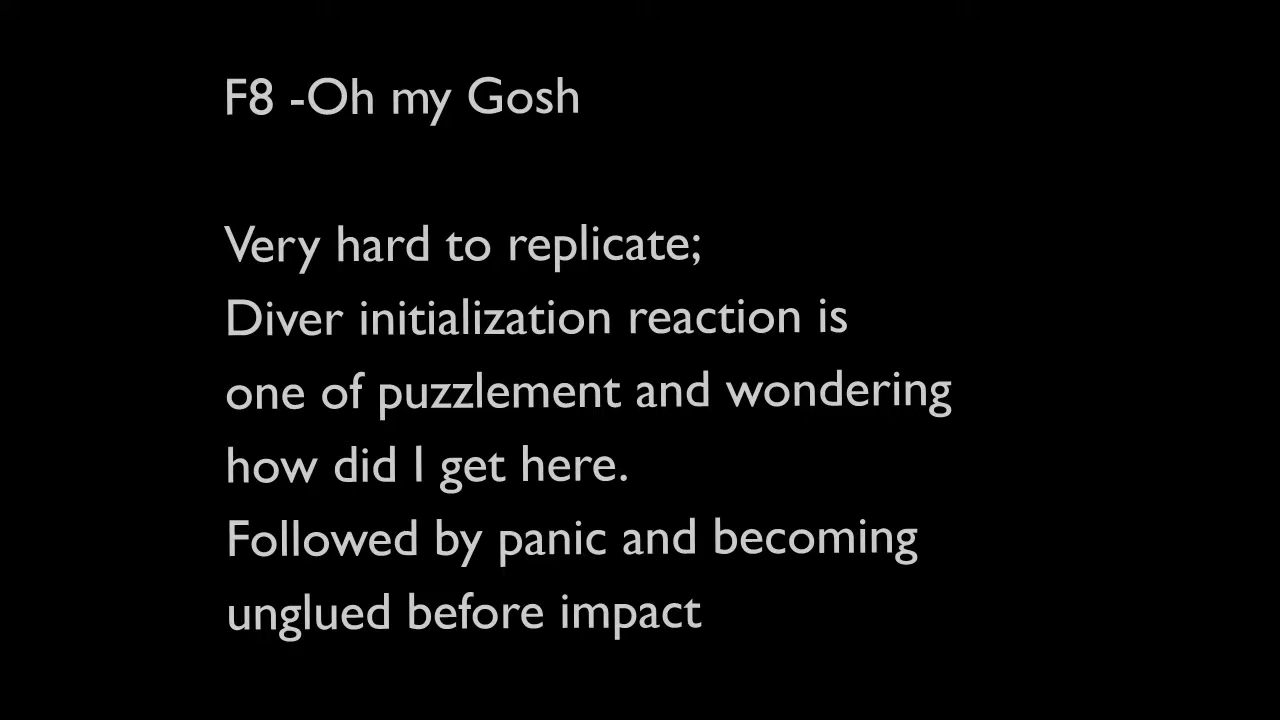 F8 -Oh my Gosh
Very hard to replicate;
Diver initialization reaction is
one of puzzlement and wondering
how did I get here.
Followed by panic and becoming
unglued before impact